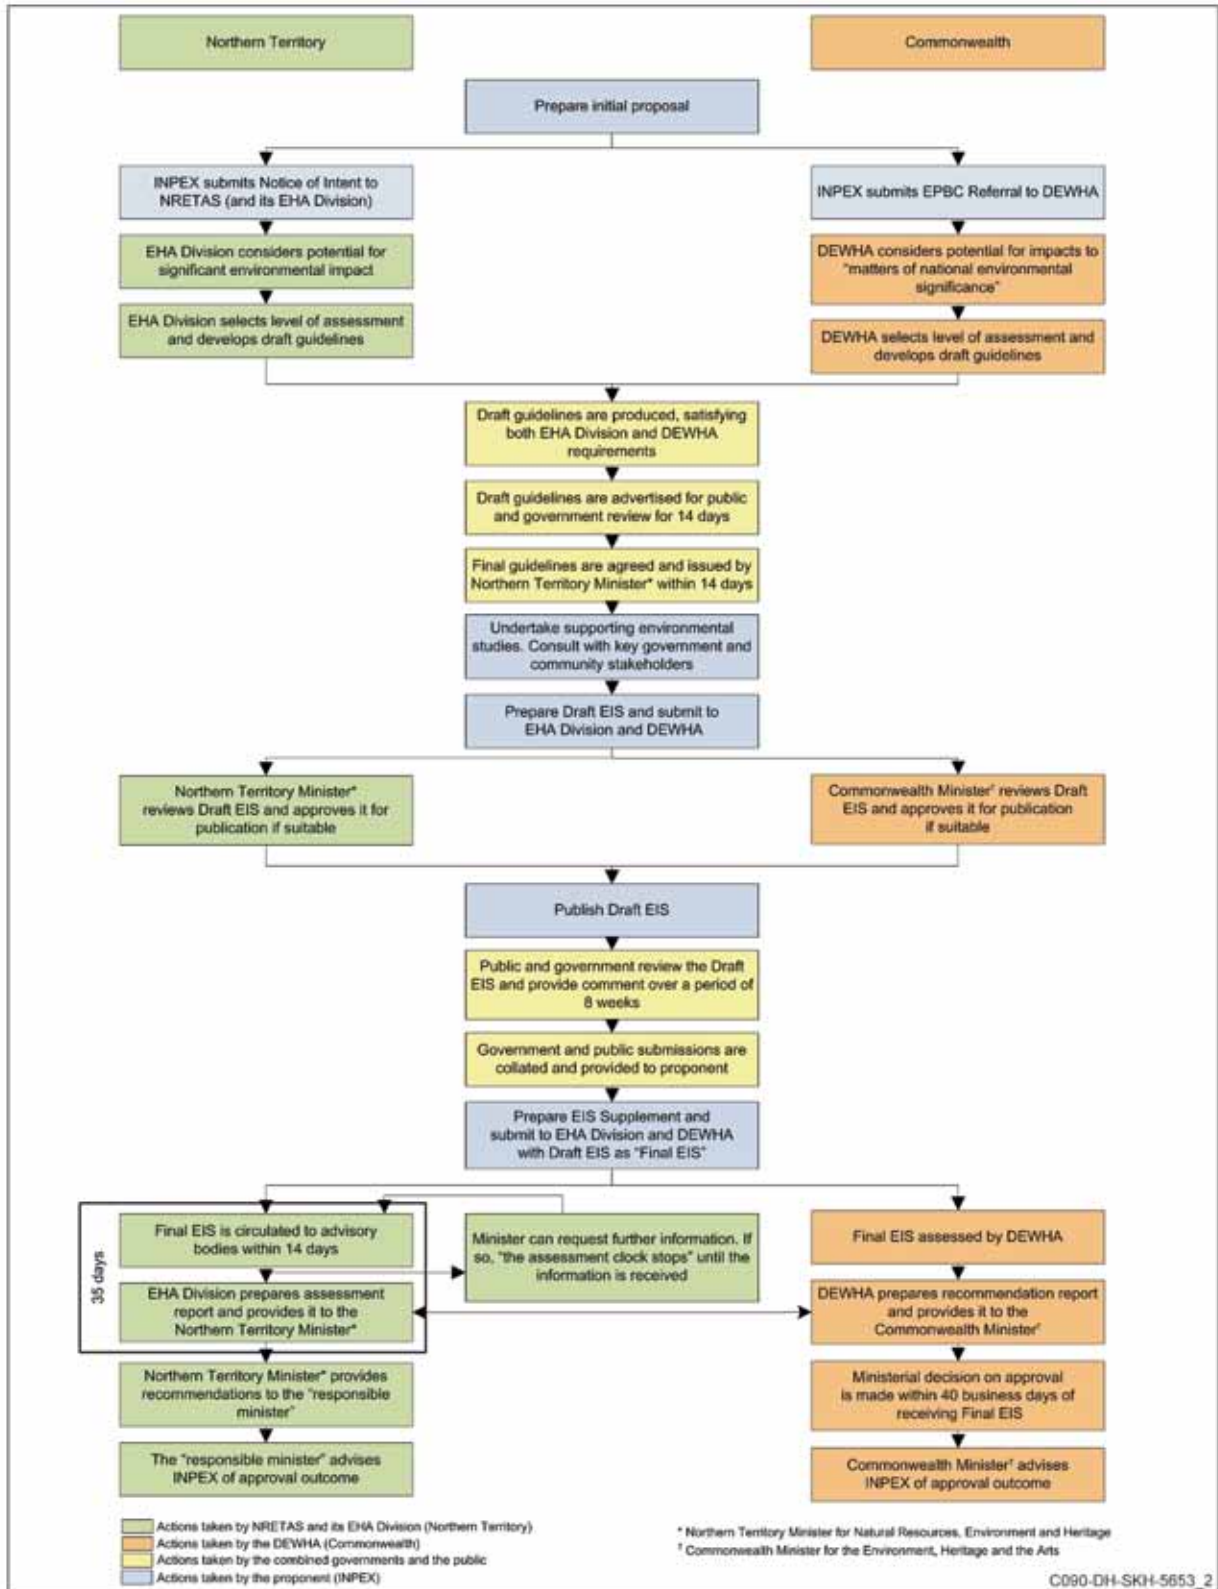 Northern Territory
Commonwealth
Prepare initial proposal
INPEX submits Notice of Intent to
NRETAS (and its EHA Division)
INPEX submits EPBC Referral to DEWHA
EHA Division considers potential for
significant environmental impact
DEWHA considers potential for impacts to
"matters of national environmental
significance"
EHA Division selects level of assessment
and develops draft guidelines
DEWHA selects level of assessment and
develops draft guidelines
Draft guidelines are produced, satisfying
both EHA Division and DEWHA
requirements
Draft guidelines are advertised for public
and government review for 14 days
Final guidelines are agreed and issued by
Northern Territory Minister* within 14 days
Undertake supporting environmental
studies. Consult with key government and
community stakeholders
Prepare Draft EIS and submit to
EHA Division and DEWHA
Northern Territory Minister*
reviews Draft EIS and approves it for
publication if suitable
Commonwealth Minister† reviews Draft
EIS and approves it for publication
if suitable
Publish Draft EIS
Public and government review the Draft
EIS and provide comment over a period of
8 weeks
Government and public submissions are
collated and provided to proponent
Prepare EIS Supplement and
submit to EHA Division and DEWHA
with Draft EIS as "Final EIS"
35 days
Final EIS is circulated to advisory
bodies within 14 days
Minister can request further information. If
so, "the assessment clock stops" until the
information is received
Final EIS assessed by DEWHA
EHA Division prepares assessment
report and provides it to the
Northern Territory Minister*
DEWHA prepares recommendation report
and provides it to the
Commonwealth Minister†
Northern Territory Minister* provides
recommendations to the "responsible
minister"
Ministerial decision on approval
is made within 40 business days of
receiving Final EIS
The "responsible minister" advises
INPEX of approval outcome
Commonwealth Minister† advises
INPEX of approval outcome
Actions taken by NRETAS and its EHA Division (Northern Territory)
Actions taken by the DEWHA (Commonwealth)
Actions taken by the combined governments and the public
Actions taken by the proponent (INPEX)
* Northern Territory Minister for Natural Resources, Environment and Heritage
† Commonwealth Minister for the Environment, Heritage and the Arts
C090-DH-SKH-5653_2